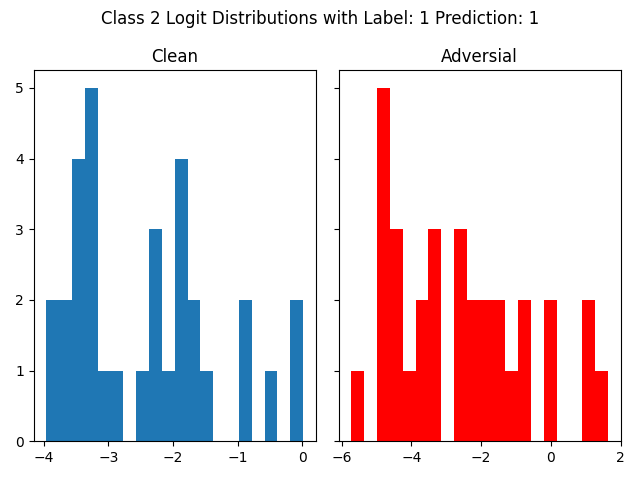 Class 2 Logit Distributions with Label: 1 Prediction: 1
Clean
Adversial
5
4
3
2
1
0
−4 −3 −2 −1 0
−6 −4 −2 0 2